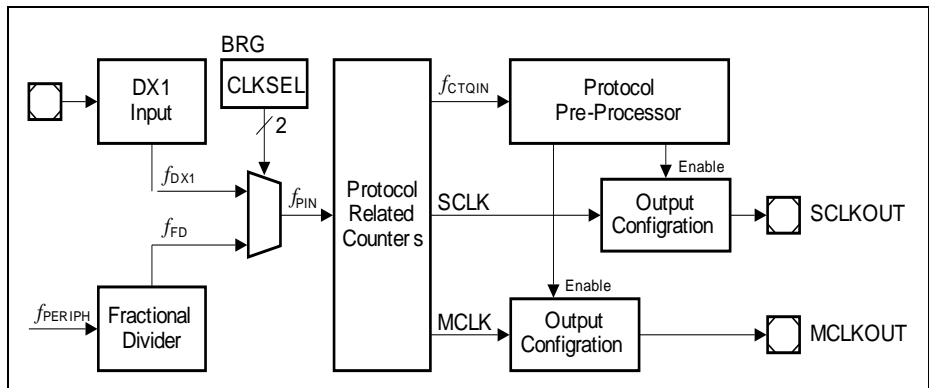 BRG
CLKSEL
2
DX1
Input
fDX1
fFD
fPERIPH
Fractional
Divider
fPIN
Protocol
Related
Counters
fCTQIN
Protocol
Pre-Processor
Enable
SCLK
Output
Configration
SCLKOUT
Enable
MCLK
Output
Configration
MCLKOUT